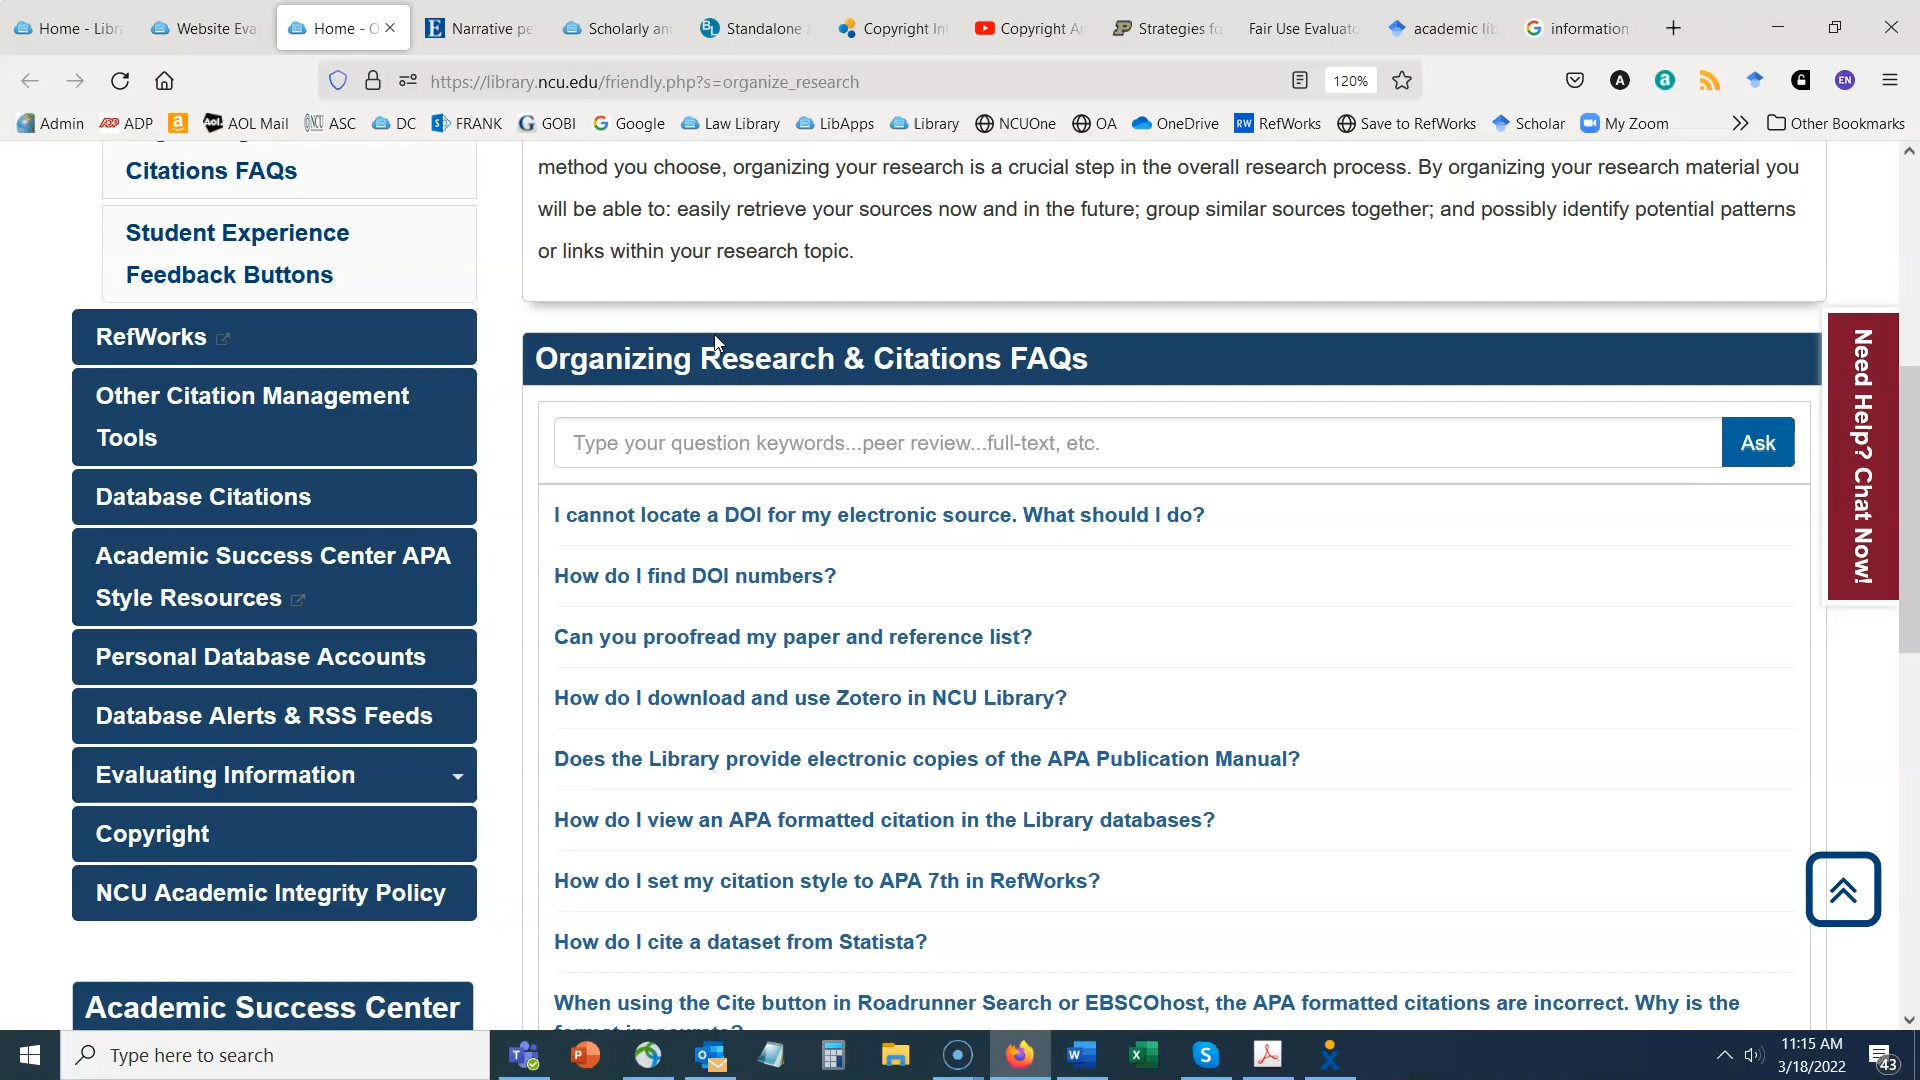 Home - Libr
Website Eva
Home - O
Narrative pe
Scholarly an
Standalone J
Copyright In
Copyright A
Strategies fo
Fair Use Evaluato
academic lib
information
https://library.ncu.edu/friendly.php?s=organize_research
120%
Admin
ADP
AOL Mail
ASC
DC
FRANK
GOBI
Google
Law Library
LibApps
Library
NCUOne
OA
OneDrive
RefWorks
Save to RefWorks
Scholar
My Zoom
Other Bookmarks
Citations FAQs
Student Experience
Feedback Buttons
RefWorks
Other Citation Management
Tools
Database Citations
Academic Success Center APA
Style Resources
Personal Database Accounts
Database Alerts & RSS Feeds
Evaluating Information
Copyright
NCU Academic Integrity Policy
Academic Success Center
method you choose, organizing your research is a crucial step in the overall research process. By organizing your research material you
will be able to: easily retrieve your sources now and in the future; group similar sources together; and possibly identify potential patterns
or links within your research topic.
Organizing Research & Citations FAQs
Type your question keywords...peer review...full-text, etc.
Ask
I cannot locate a DOI for my electronic source. What should I do?
How do I find DOI numbers?
Can you proofread my paper and reference list?
How do I download and use Zotero in NCU Library?
Does the Library provide electronic copies of the APA Publication Manual?
How do I view an APA formatted citation in the Library databases?
How do I set my citation style to APA 7th in RefWorks?
How do I cite a dataset from Statista?
When using the Cite button in Roadrunner Search or EBSCOhost, the APA formatted citations are incorrect. Why is the
format inaccurate?
Need Help? Chat Now!
Type here to search
11:15 AM
3/18/2022
43